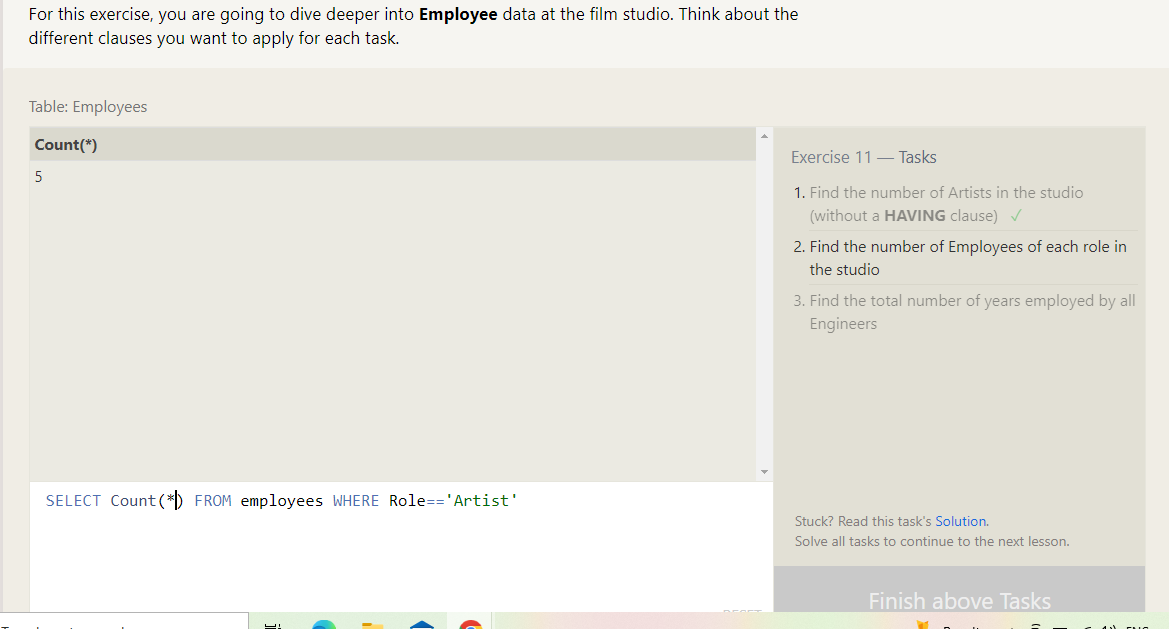 For this exercise, you are going to dive deeper into Employee data at the film studio. Think about the
different clauses you want to apply for each task.
Table: Employees
Count(*)
5
Exercise 11 — Tasks
1. Find the number of Artists in the studio
(without a HAVING clause) ✓
2. Find the number of Employees of each role in
the studio
3. Find the total number of years employed by all
Engineers
SELECT Count(*) FROM employees WHERE Role=='Artist'
Stuck? Read this task's Solution.
Solve all tasks to continue to the next lesson.
RESET
Finish above Tasks
ENG